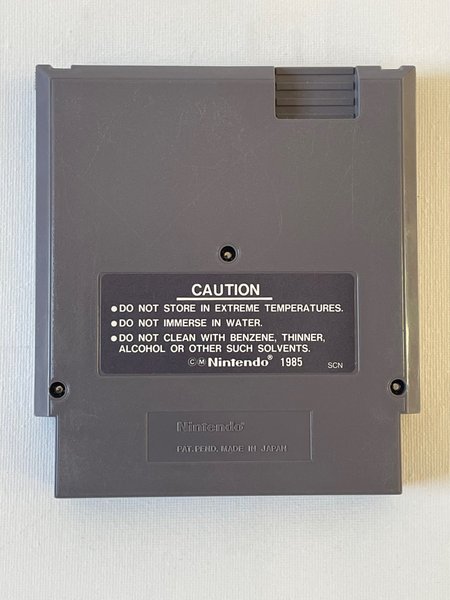 CAUTION
●DO NOT STORE IN EXTREME TEMPERATURES.
●DO NOT IMMERSE IN WATER.
●DO NOT CLEAN WITH BENZENE, THINNER,
ALCOHOL OR OTHER SUCH SOLVENTS.
ⒸⓂ Nintendo® 1985 SCN
Nintendo®
PAT. PEND. MADE IN JAPAN